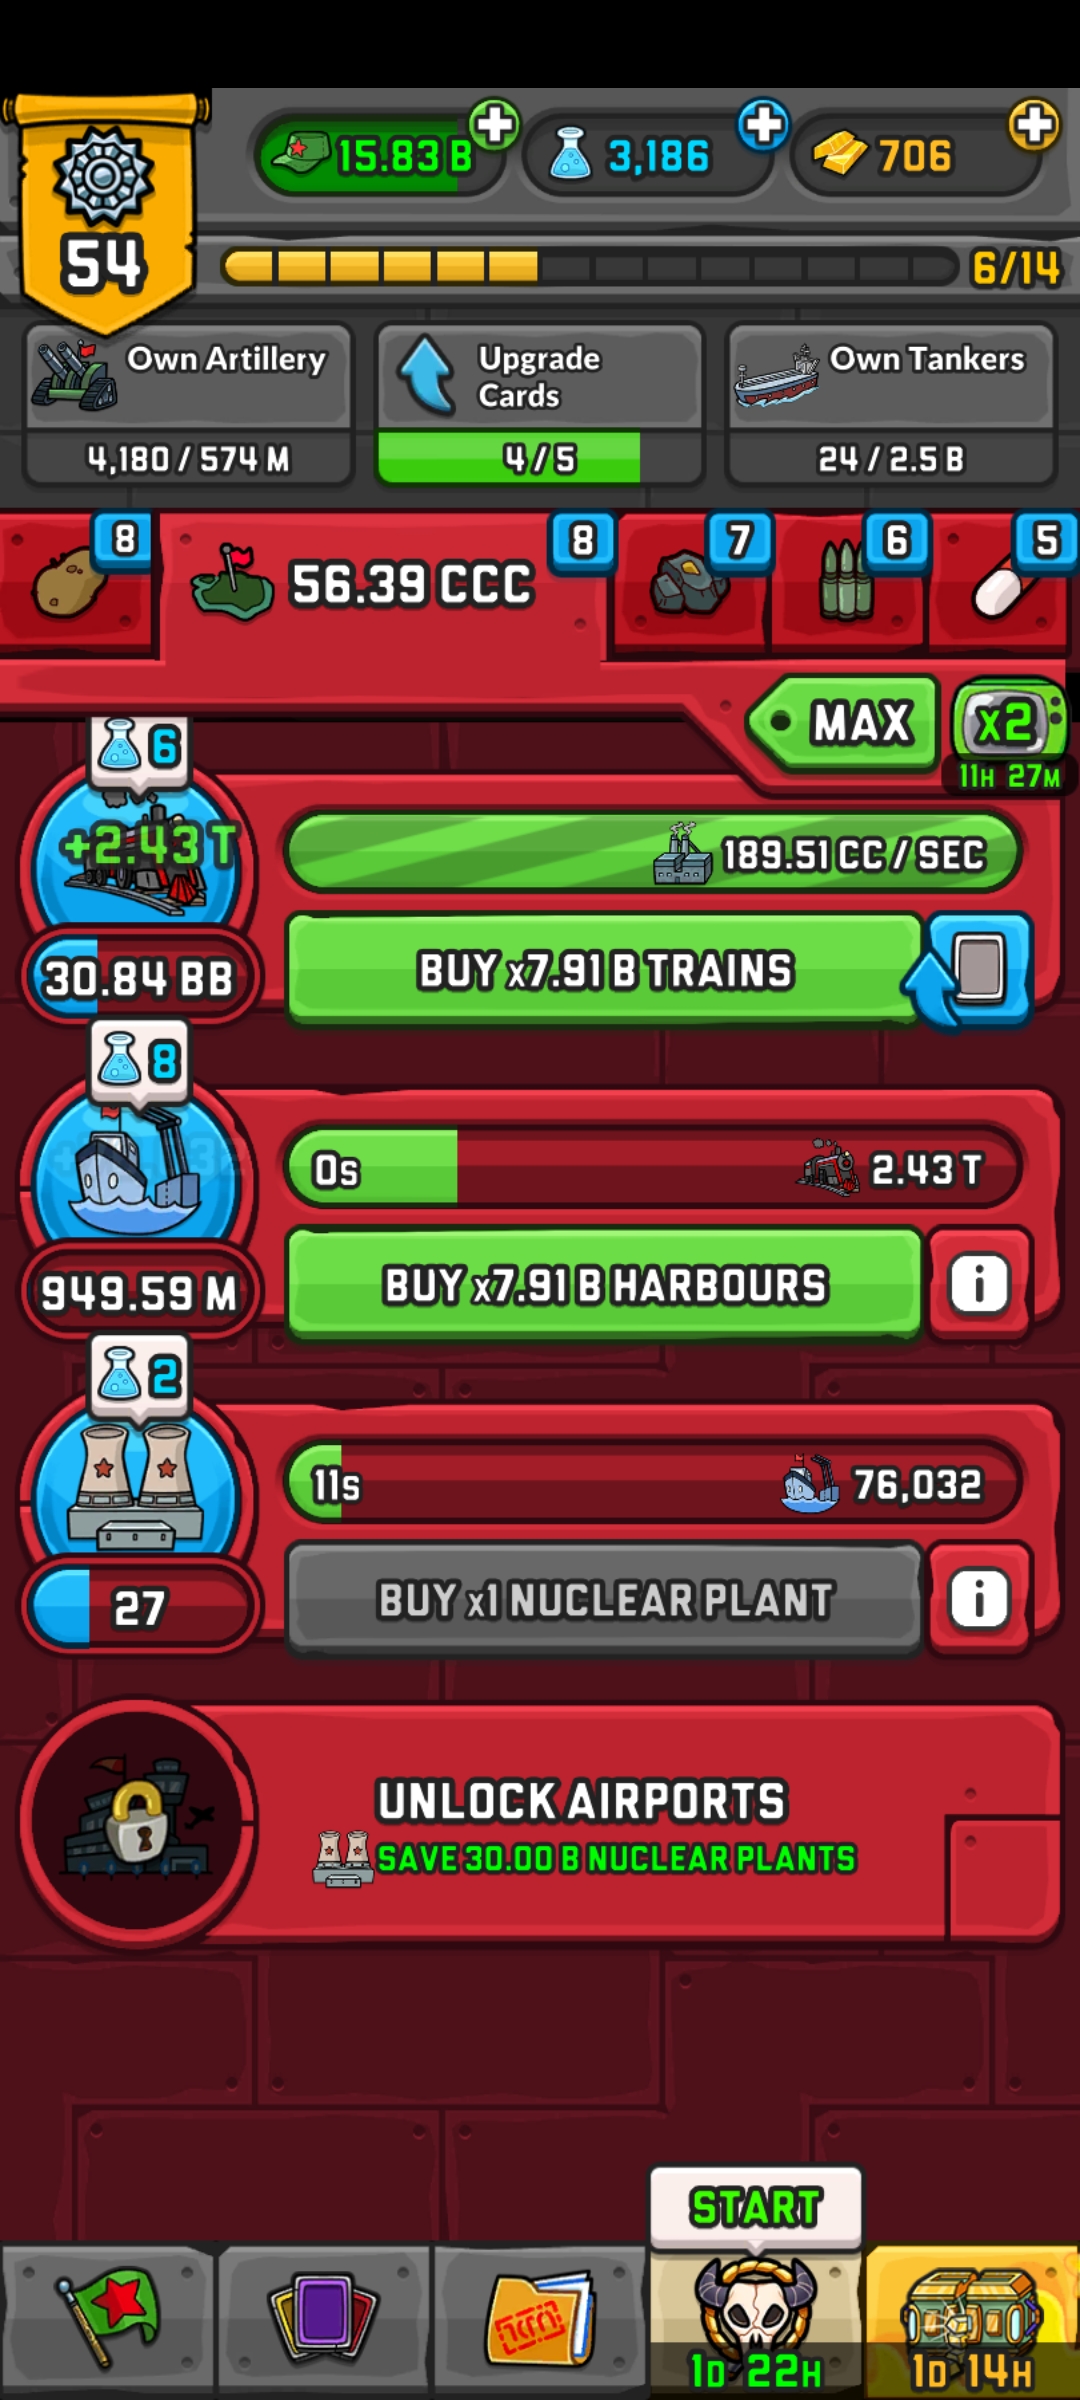 54
15.83 B
3,186
706
6/14
Own Artillery
4,180 / 574 M
Upgrade
Cards
4 / 5
Own Tankers
24 / 2.5 B
8
56.39 CCC
8
7
6
5
MAX
x2
11H 27M
6
+2.43 T
189.51 CC / SEC
30.84 BB
BUY x7.91 B TRAINS
8
0s
2.43 T
949.59 M
BUY x7.91 B HARBOURS
i
2
11s
76,032
27
BUY x1 NUCLEAR PLANT
i
UNLOCK AIRPORTS
SAVE 30.00 B NUCLEAR PLANTS
START
1D 22H
1D 14H